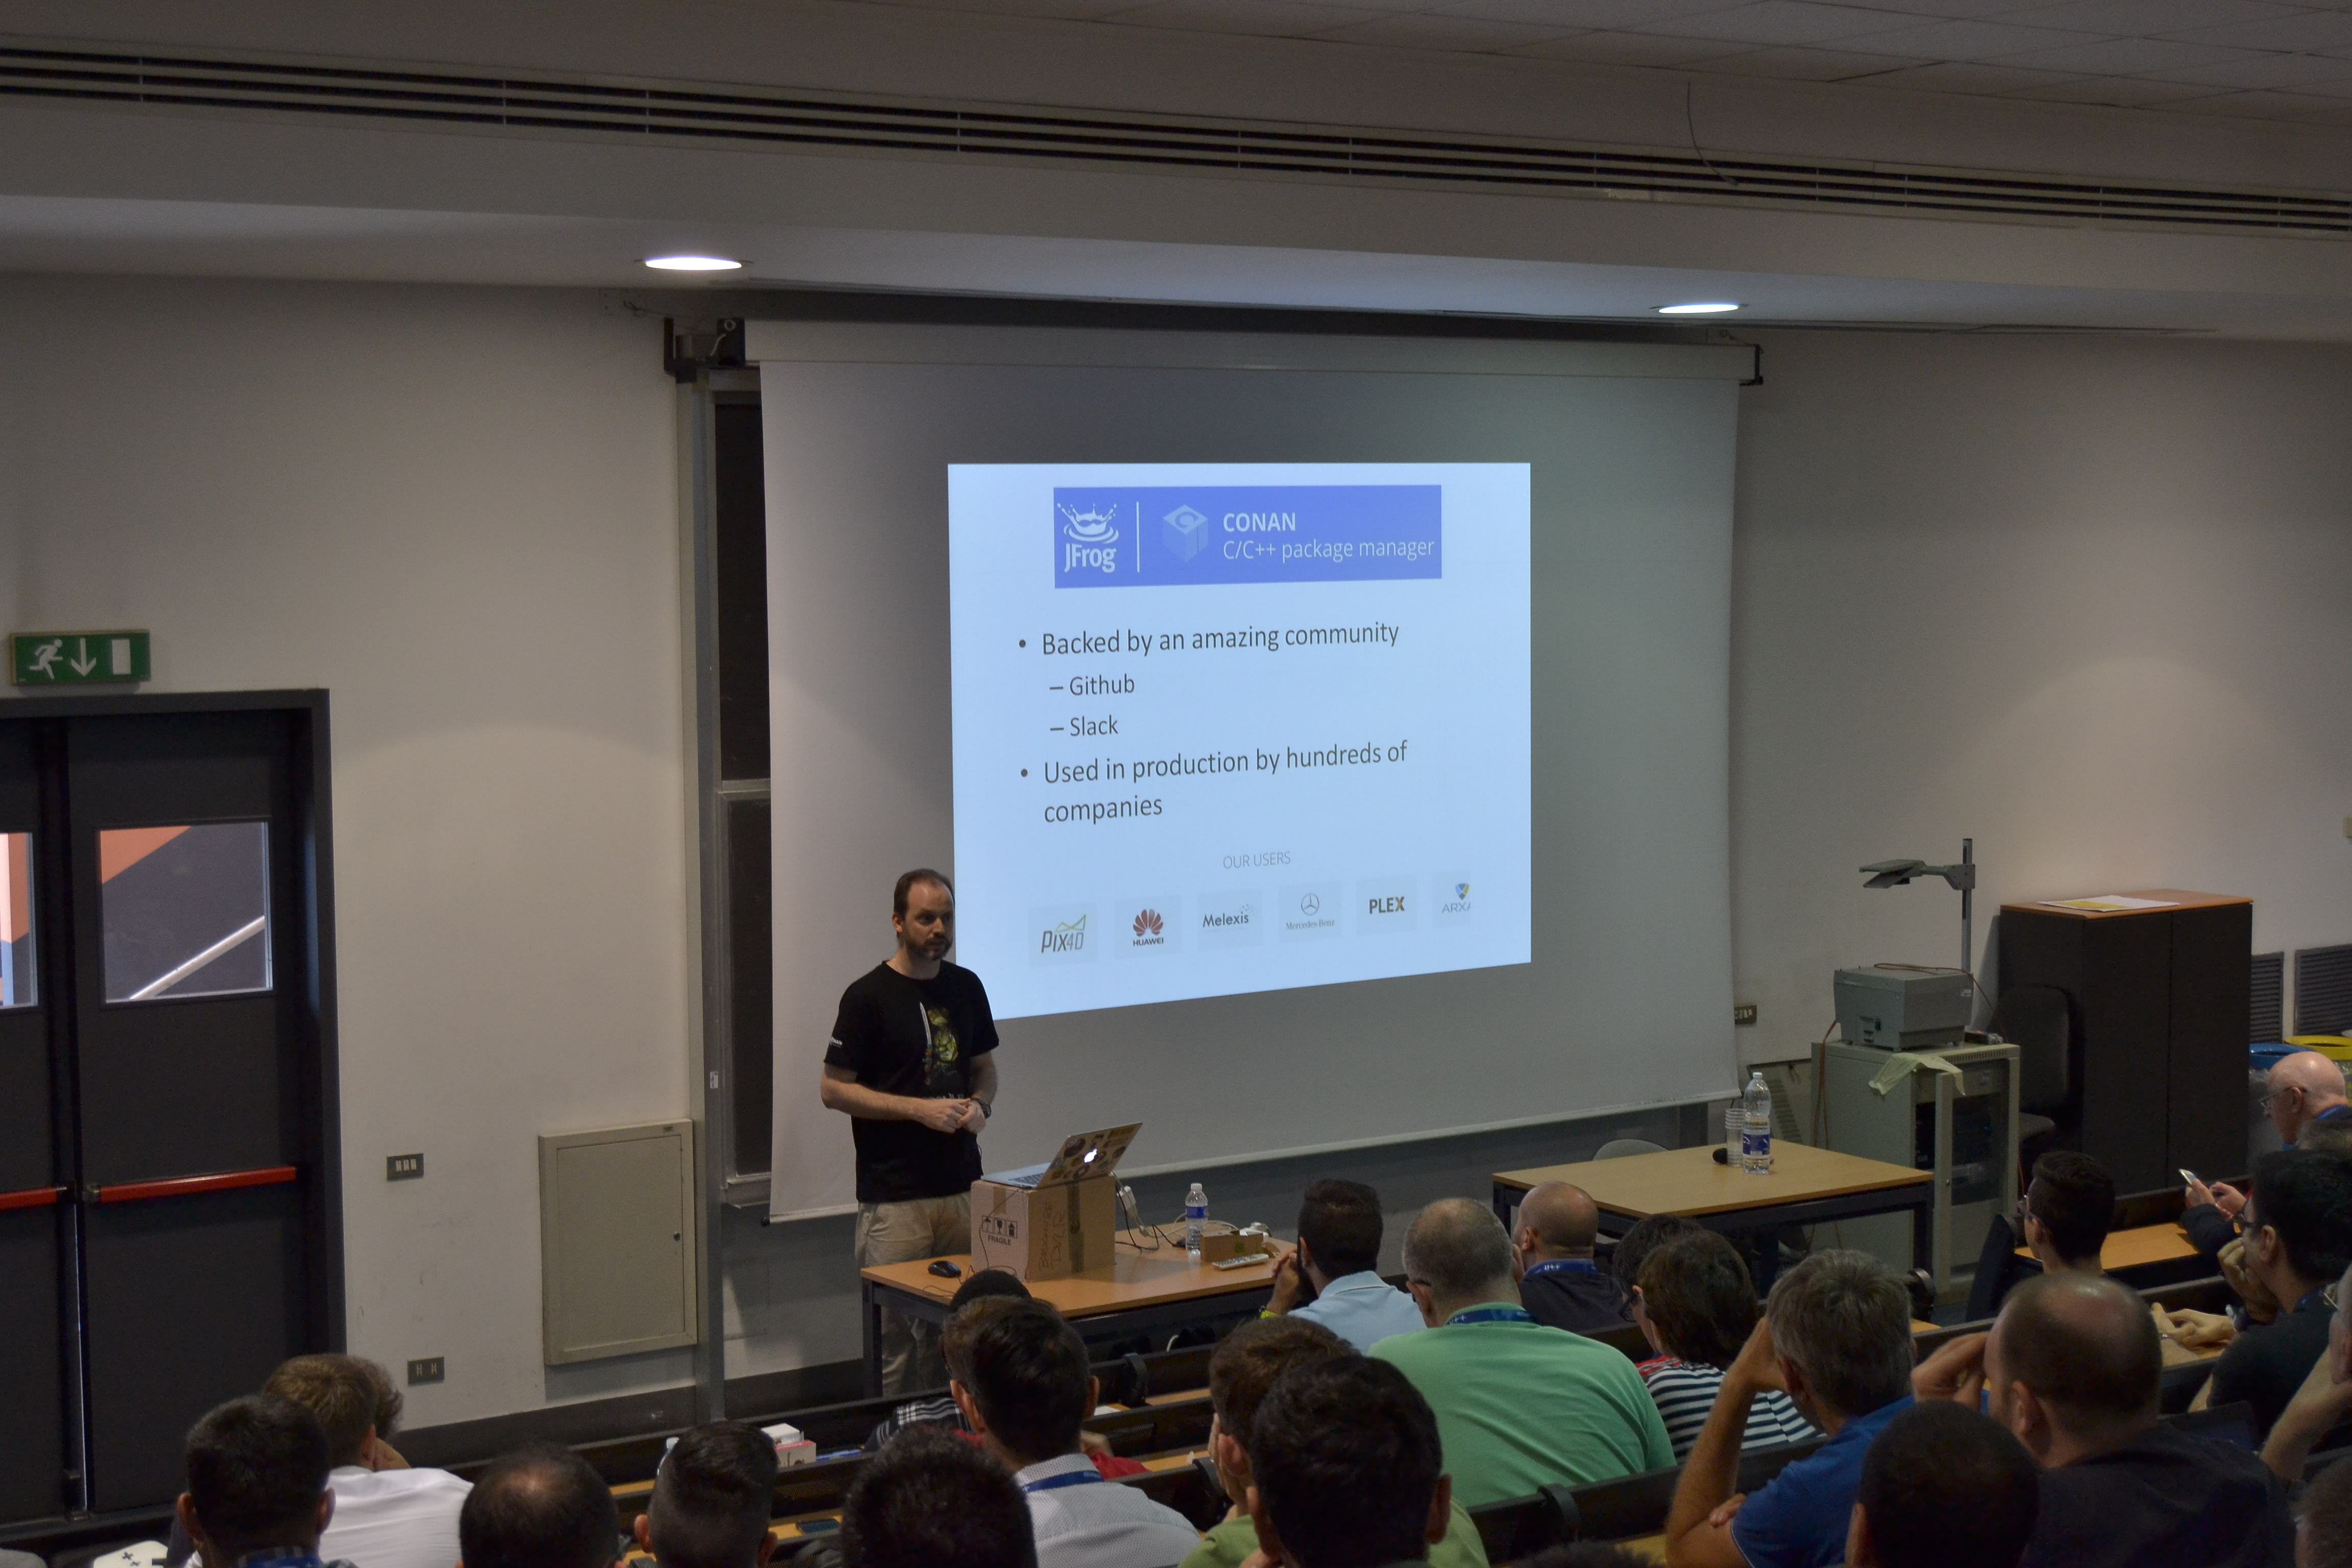 JFrog
CONAN
C/C++ package manager
• Backed by an amazing community
– Github
– Slack
• Used in production by hundreds of
companies
OUR USERS
PIX4D
HUAWEI
Melexis
Mercedes-Benz
PLEX
FRAGILE